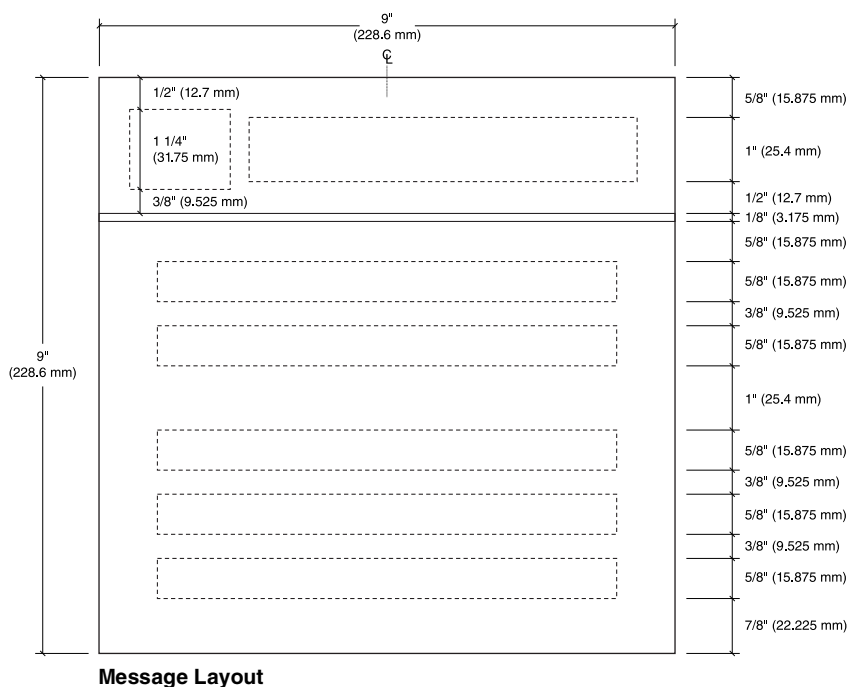 9"
(228.6 mm)
℄
1/2" (12.7 mm)
5/8" (15.875 mm)
1 1/4"
(31.75 mm)
1" (25.4 mm)
3/8" (9.525 mm)
1/2" (12.7 mm)
1/8" (3.175 mm)
5/8" (15.875 mm)
5/8" (15.875 mm)
3/8" (9.525 mm)
5/8" (15.875 mm)
9"
(228.6 mm)
1" (25.4 mm)
5/8" (15.875 mm)
3/8" (9.525 mm)
5/8" (15.875 mm)
3/8" (9.525 mm)
5/8" (15.875 mm)
7/8" (22.225 mm)
Message Layout